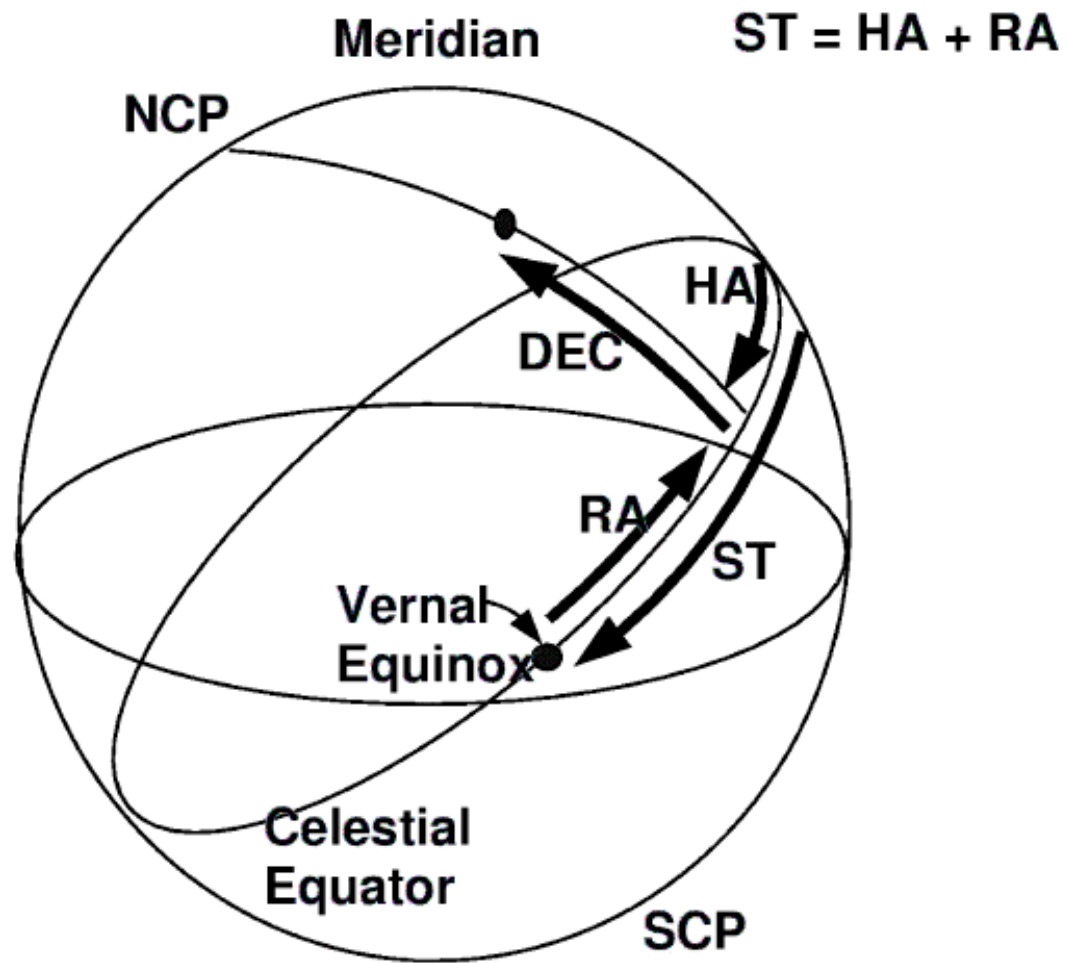 Meridian
ST = HA + RA
NCP
HA
DEC
RA
ST
Vernal
Equinox
Celestial
Equator
SCP